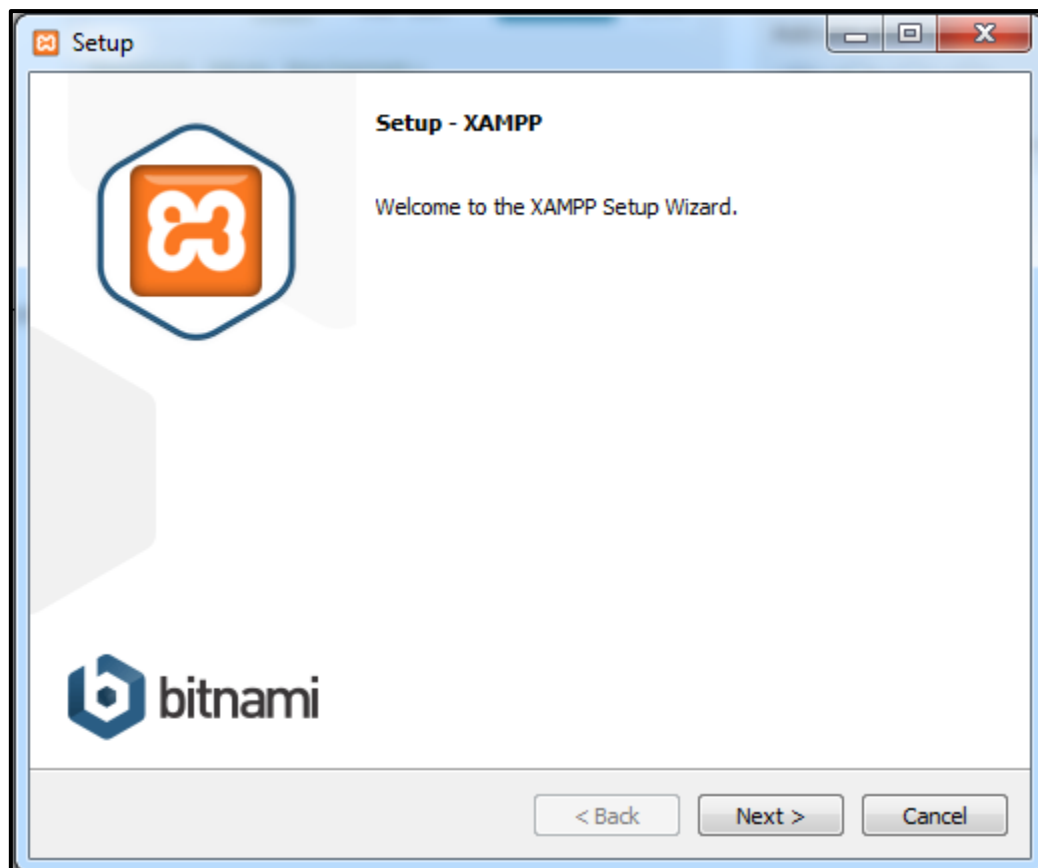 Setup
Setup - XAMPP
Welcome to the XAMPP Setup Wizard.
bitnami
< Back
Next >
Cancel